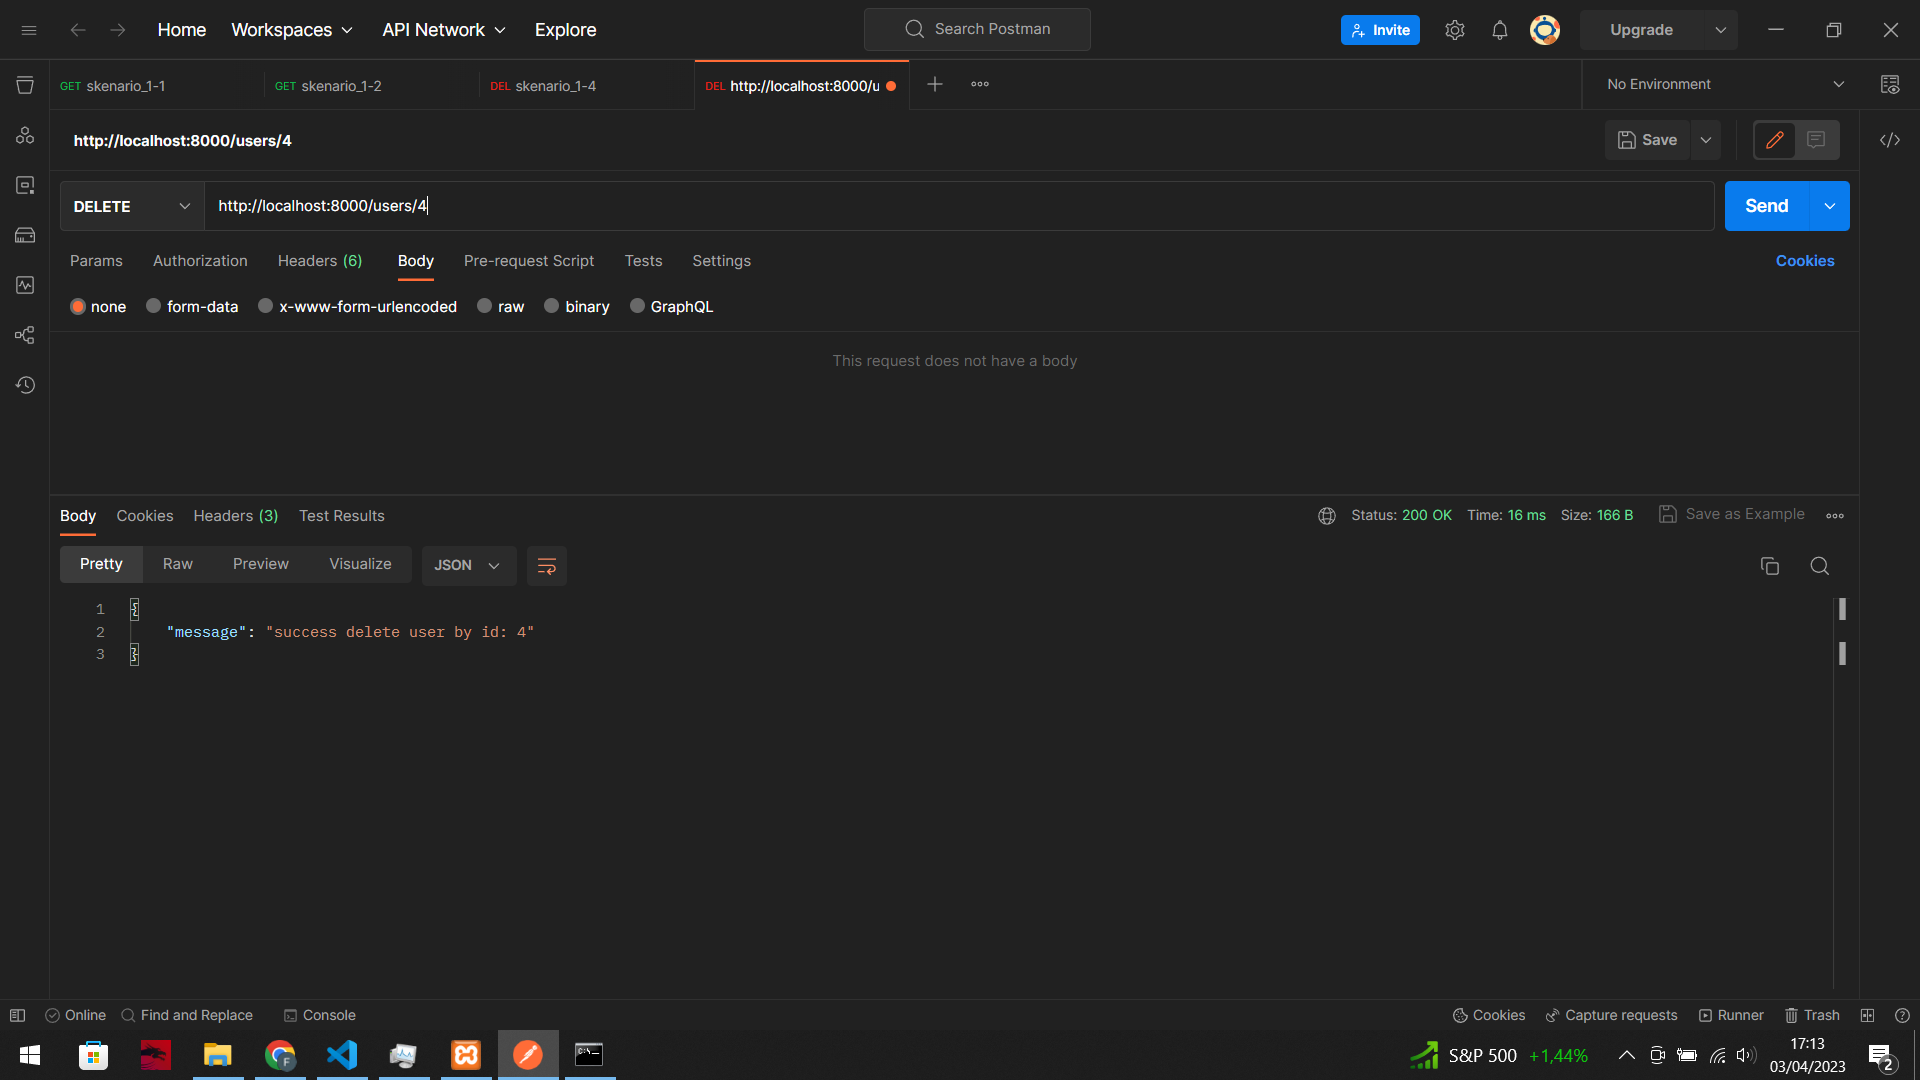 Home Workspaces API Network Explore Search Postman Invite Upgrade
GET skenario_1-1 GET skenario_1-2 DEL skenario_1-4 DEL http://localhost:8000/u No Environment
http://localhost:8000/users/4 Save
DELETE http://localhost:8000/users/4 Send
Params Authorization Headers (6) Body Pre-request Script Tests Settings Cookies
none form-data x-www-form-urlencoded raw binary GraphQL
This request does not have a body
Body Cookies Headers (3) Test Results Status: 200 OK Time: 16 ms Size: 166 B Save as Example
Pretty Raw Preview Visualize JSON
1 {
2 "message": "success delete user by id: 4"
3 }
Online Find and Replace Console Cookies Capture requests Runner Trash
S&P 500 +1,44% 17:13
03/04/2023 2